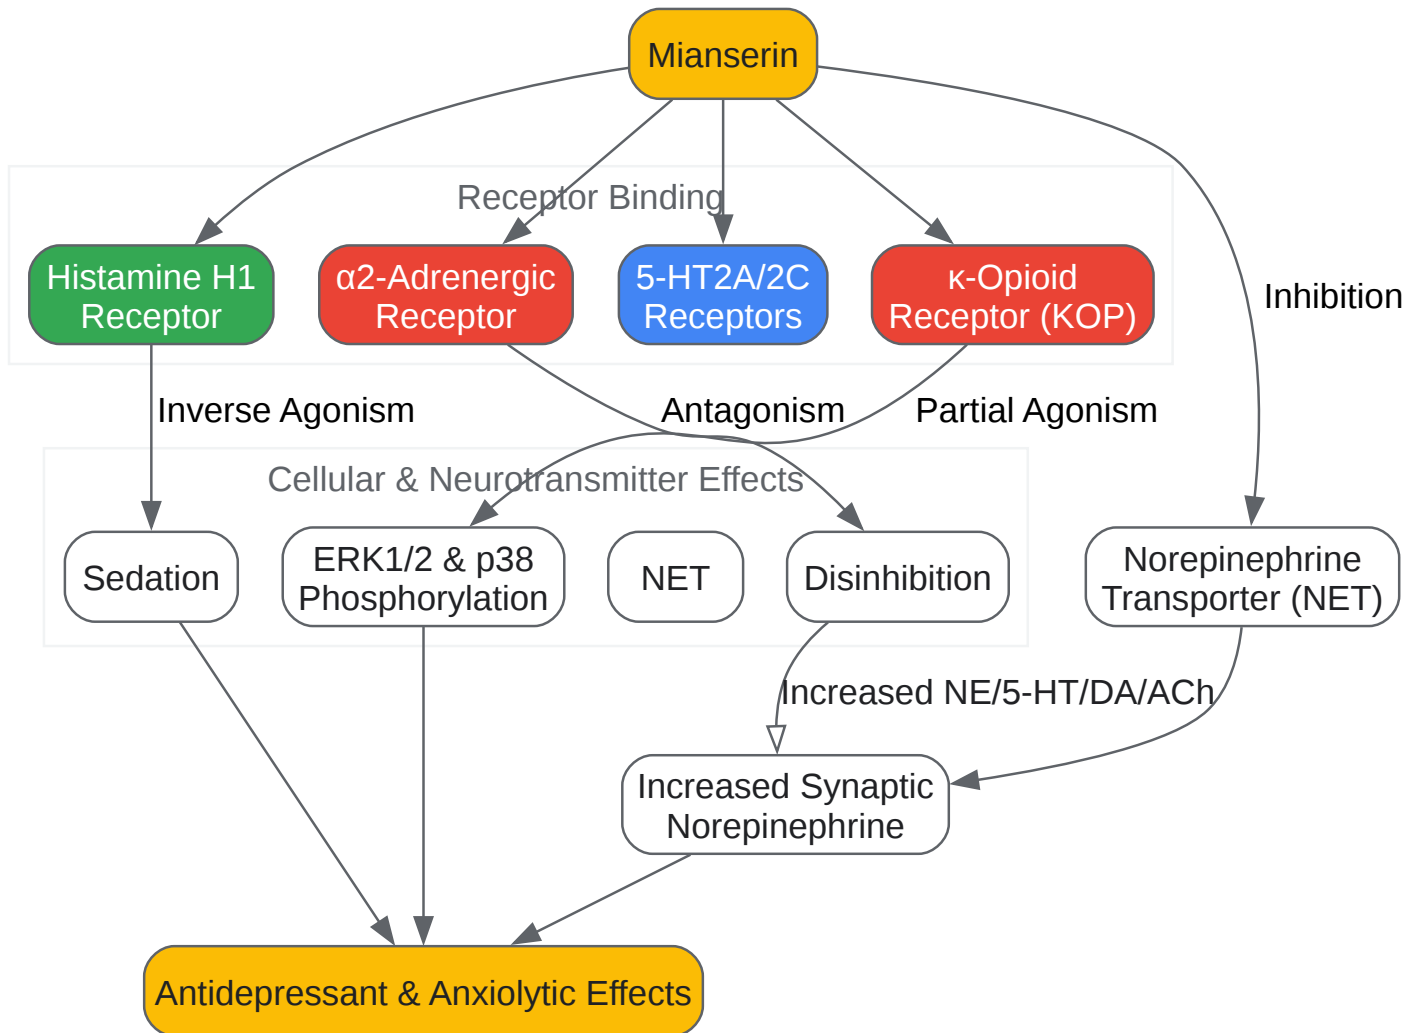 Mianserin
Receptor Binding
Histamine H1
Receptor
α2-Adrenergic
Receptor
5-HT2A/2C
Receptors
κ-Opioid
Receptor (KOP)
Inhibition
Inverse Agonism
Antagonism
Partial Agonism
Cellular & Neurotransmitter Effects
Sedation
ERK1/2 & p38
Phosphorylation
NET
Disinhibition
Norepinephrine
Transporter (NET)
Increased NE/5-HT/DA/ACh
Increased Synaptic
Norepinephrine
Antidepressant & Anxiolytic Effects